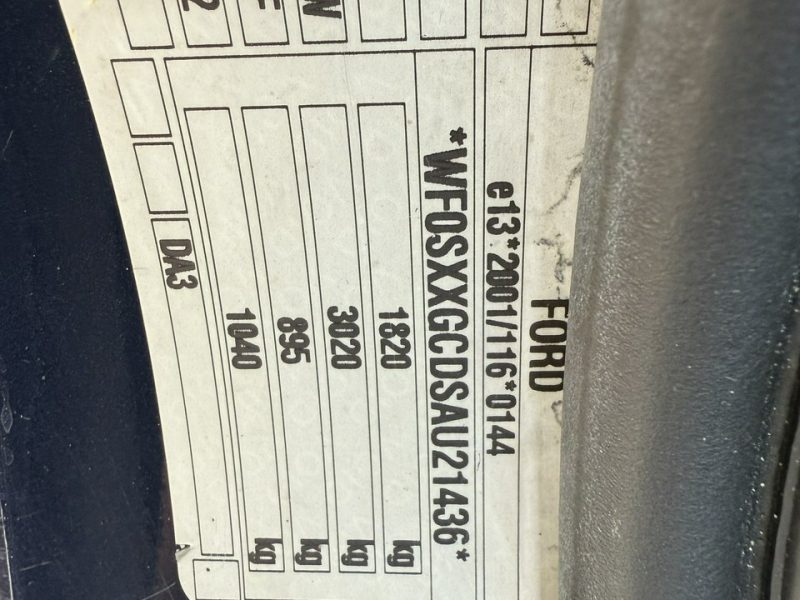 FORD
e13*2001/116*0144
*WF0SXXGCDSAU21436*
1820 kg
3020 kg
895 kg
1040 kg
DA3